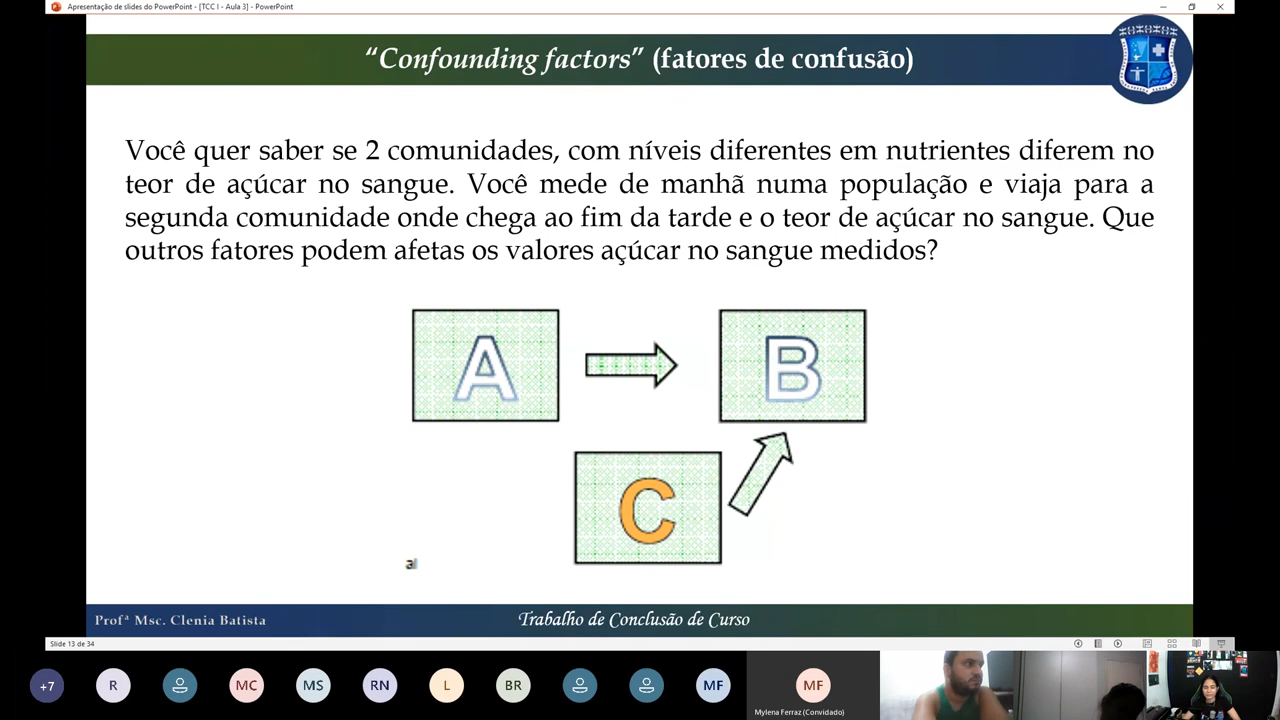 Apresentação de slides do PowerPoint - [TCC I - Aula 3] - PowerPoint
“Confounding factors” (fatores de confusão)
Você quer saber se 2 comunidades, com níveis diferentes em nutrientes diferem no
teor de açúcar no sangue. Você mede de manhã numa população e viaja para a
segunda comunidade onde chega ao fim da tarde e o teor de açúcar no sangue. Que
outros fatores podem afetas os valores açúcar no sangue medidos?
A
B
C
al
Profª Msc. Clenia Batista
Trabalho de Conclusão de Curso
Slide 13 de 34
+7
R
MC
MS
RN
L
BR
MF
MF
Mylena Ferraz (Convidado)